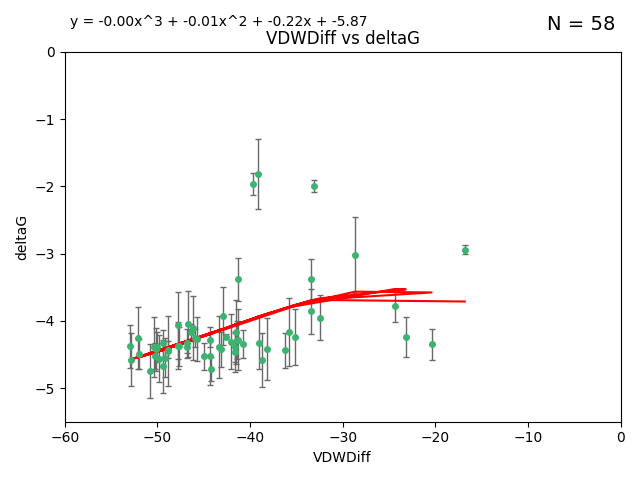 y = -0.00x^3 + -0.01x^2 + -0.22x + -5.87
N = 58
VDWDiff vs deltaG
0
−1
−2
−3
−4
−5
deltaG
−60
−50
−40
−30
−20
−10
0
VDWDiff